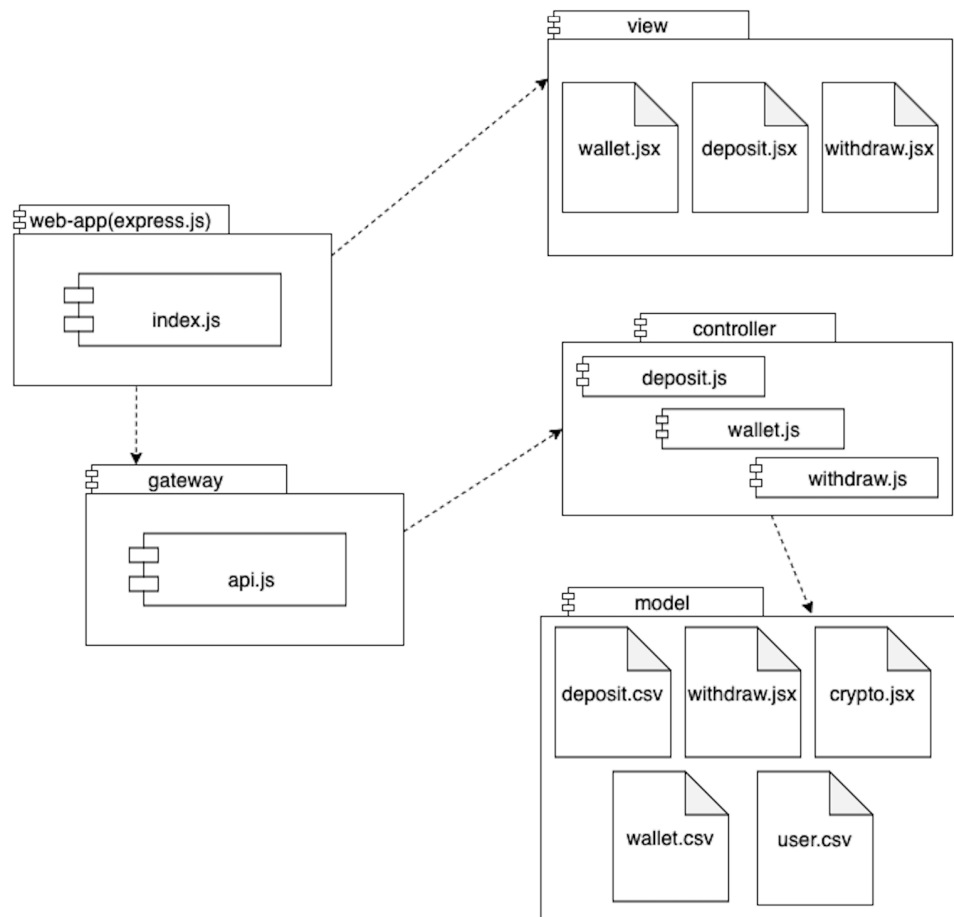 view
wallet.jsx
deposit.jsx
withdraw.jsx
web-app(express.js)
index.js
controller
deposit.js
wallet.js
withdraw.js
gateway
api.js
model
deposit.csv
withdraw.jsx
crypto.jsx
wallet.csv
user.csv